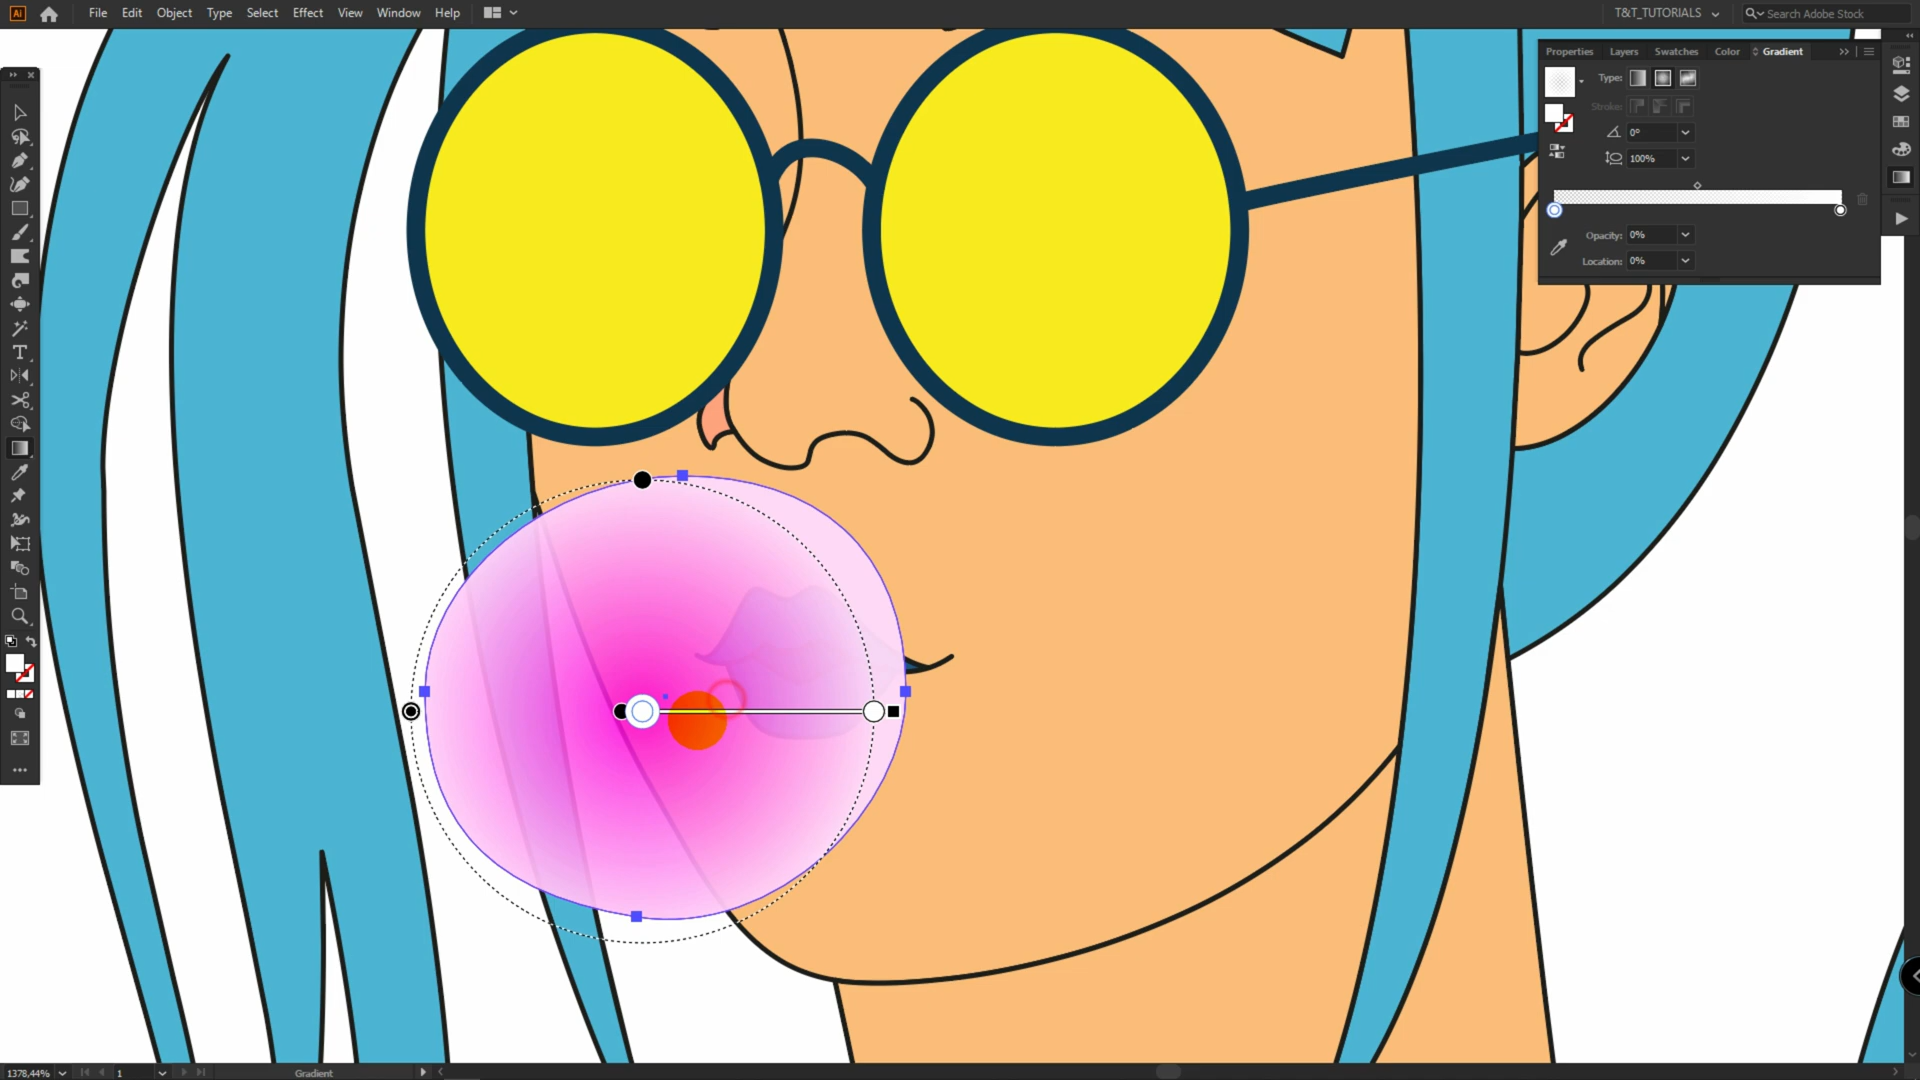 Ai File Edit Object Type Select Effect View Window Help T&T_TUTORIALS Search Adobe Stock
Properties Layers Swatches Color Gradient
Type:
Stroke:
0°
100%
Opacity: 0%
Location: 0%
1378,44% 1 Gradient